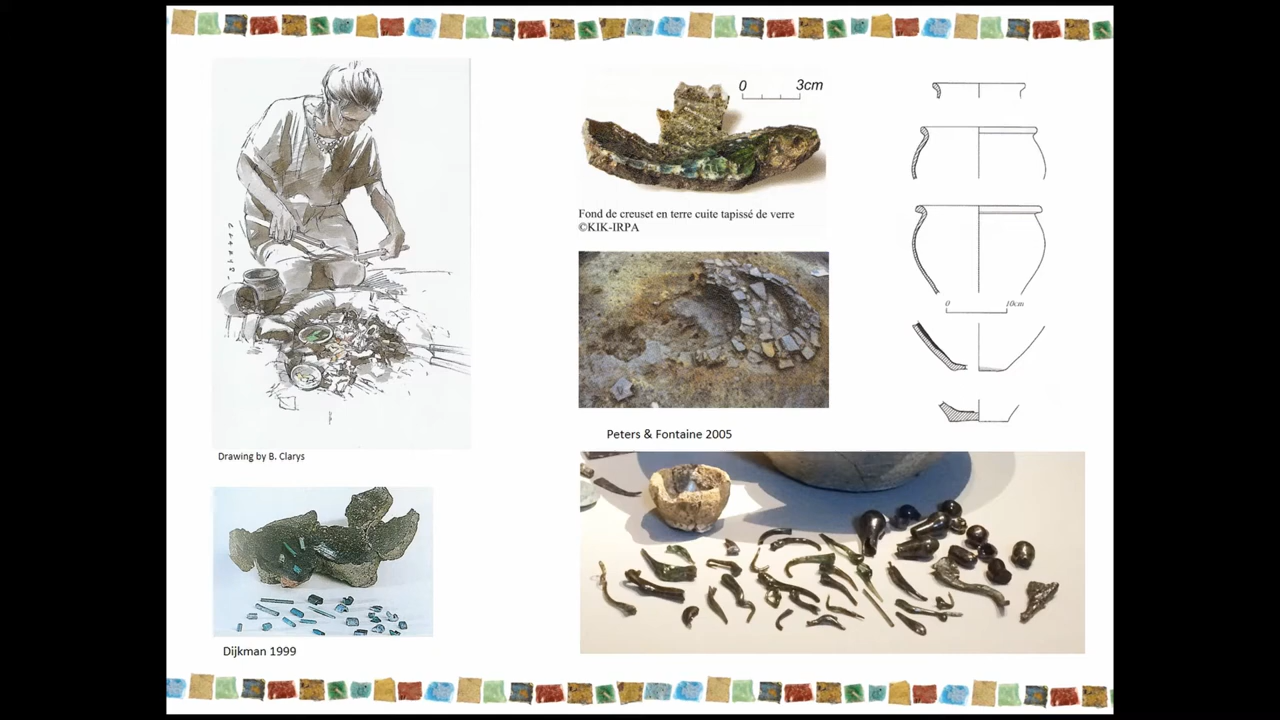 0 3cm
Fond de creuset en terre cuite tapissé de verre
©KIK-IRPA
0 10cm
Peters & Fontaine 2005
Drawing by B. Clarys
Dijkman 1999